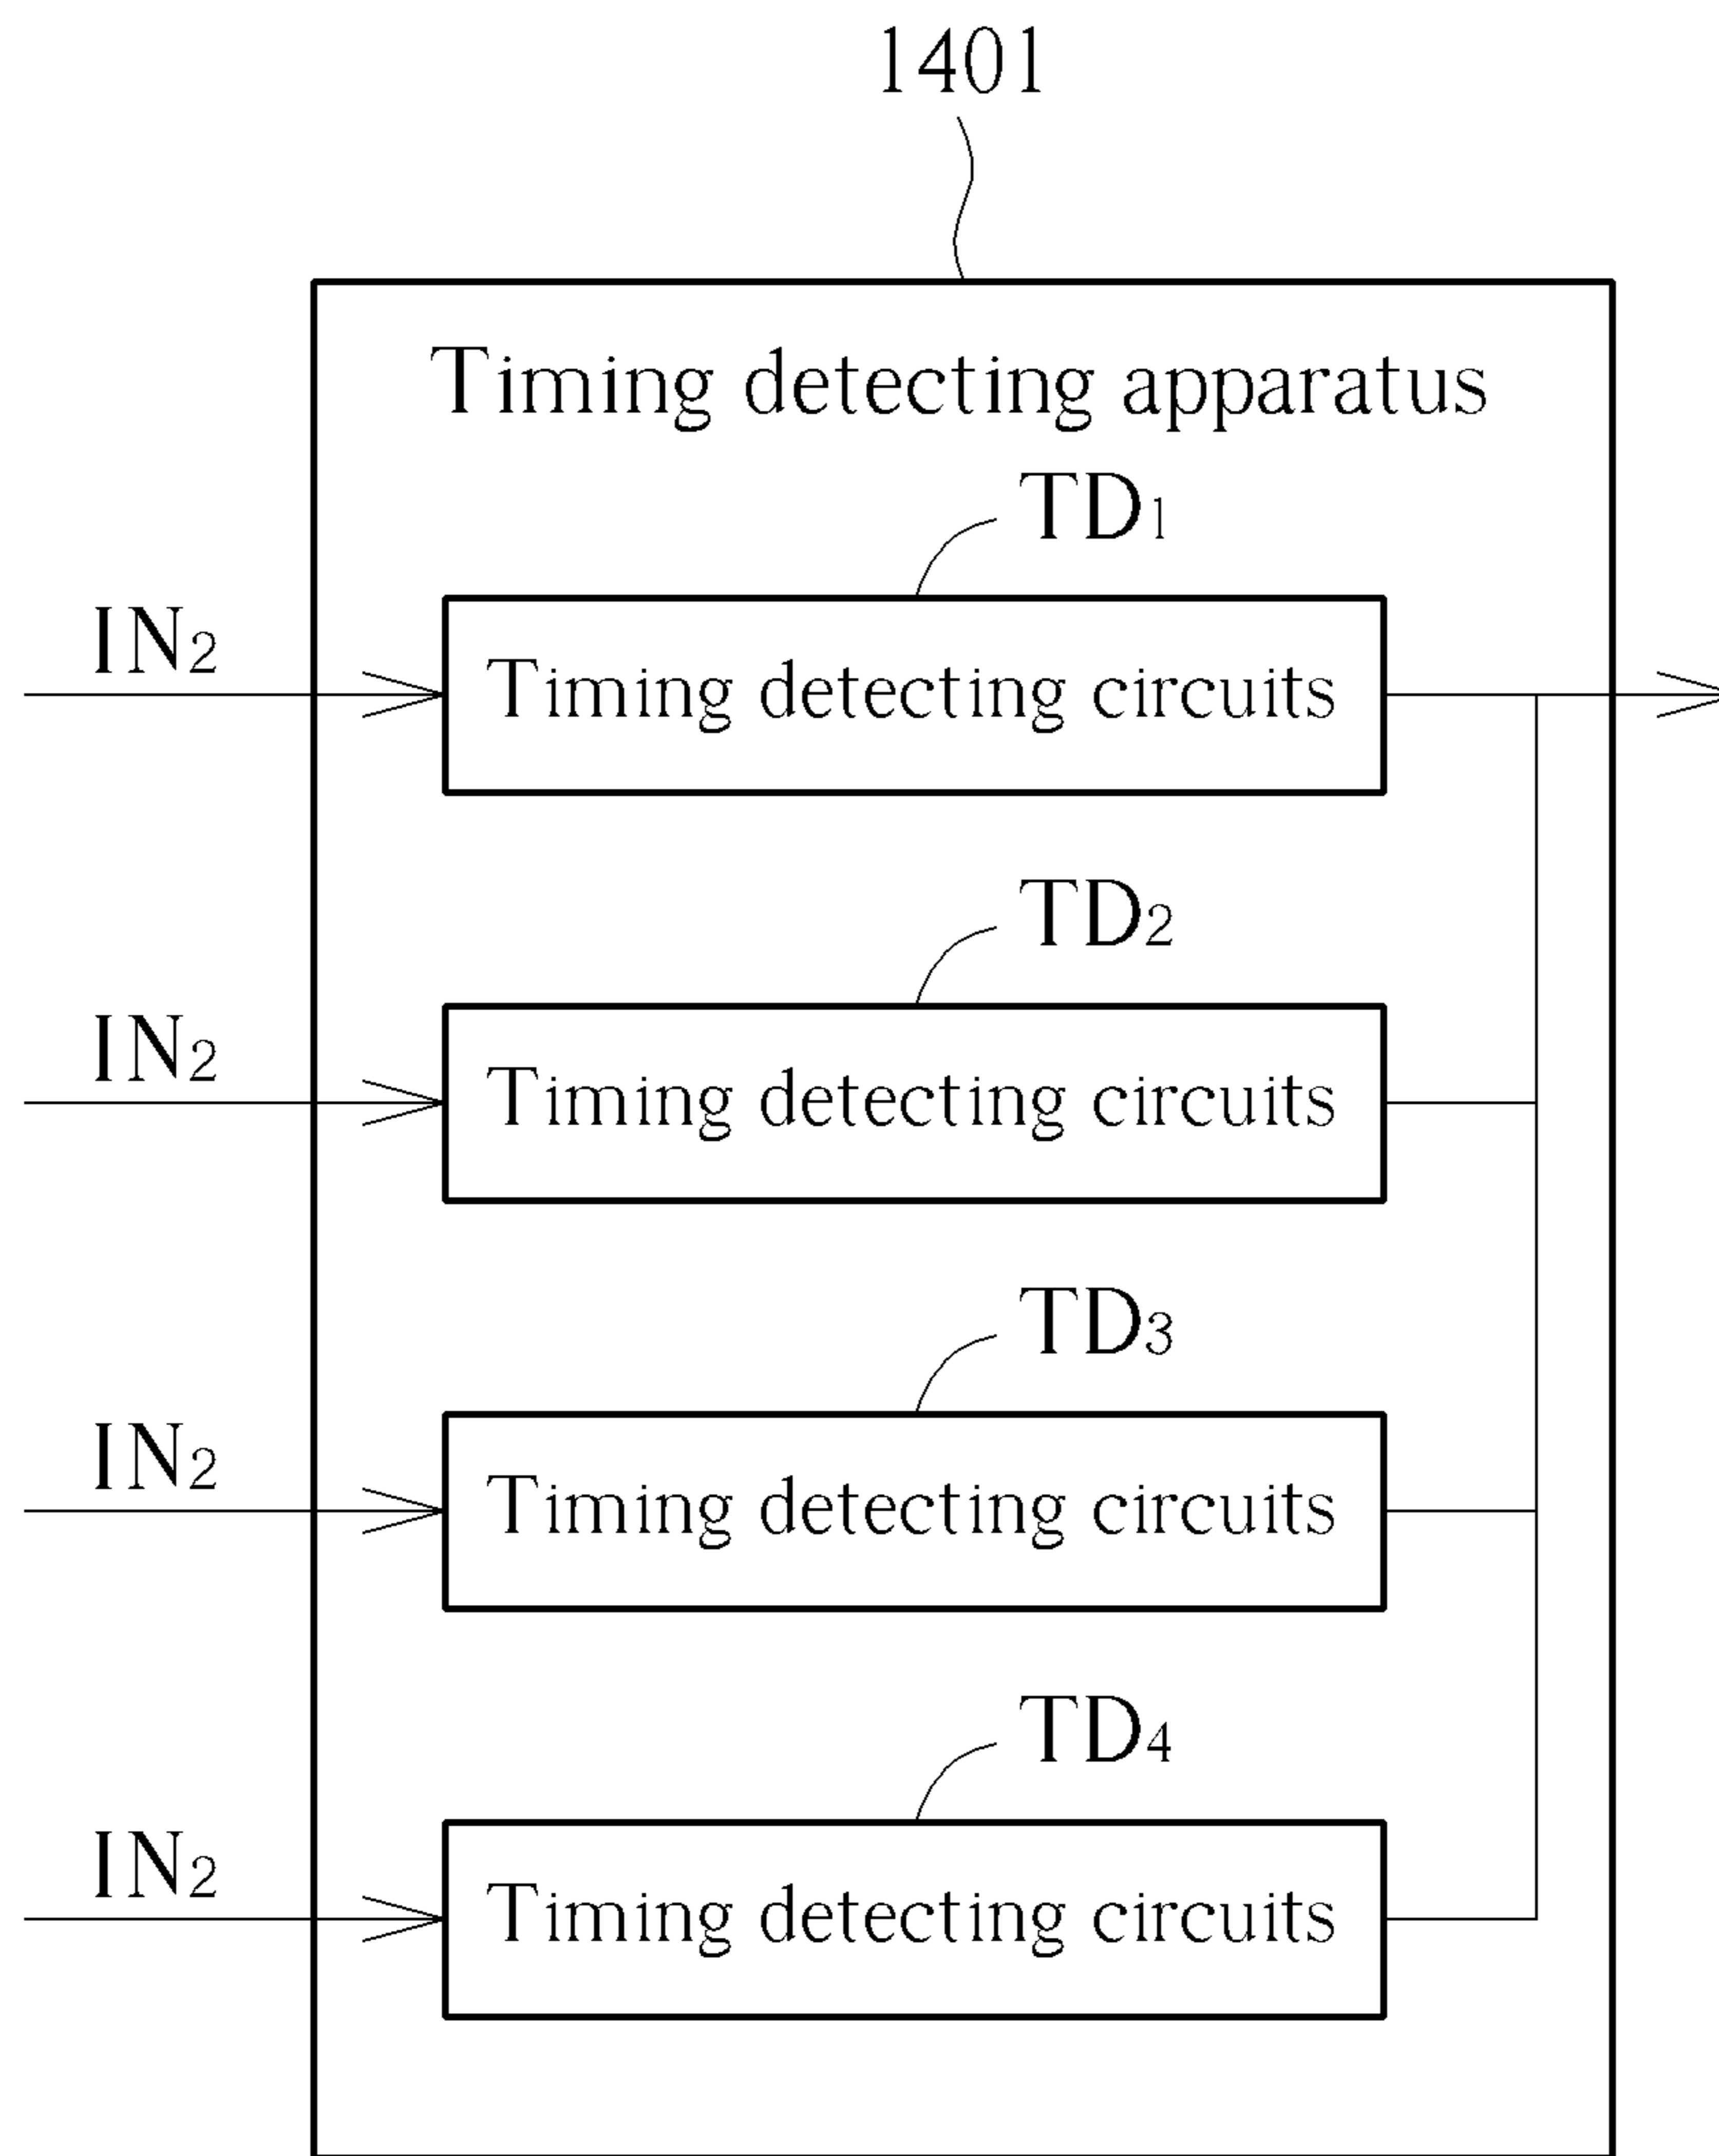 1401
Timing detecting apparatus
TD1
IN2
Timing detecting circuits
TD2
IN2
Timing detecting circuits
TD3
IN2
Timing detecting circuits
TD4
IN2
Timing detecting circuits